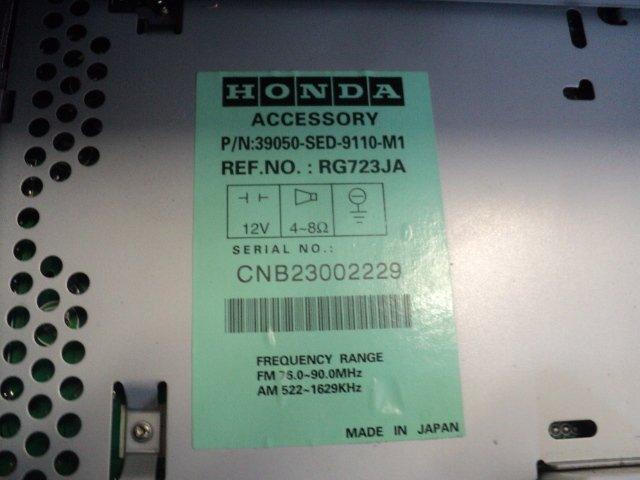 HONDA
ACCESSORY
P/N:39050-SED-9110-M1
REF.NO. : RG723JA
12V 4~8Ω
SERIAL NO.:
CNB23002229
FREQUENCY RANGE
FM 76.0~90.0MHz
AM 522~1629KHz
MADE IN JAPAN